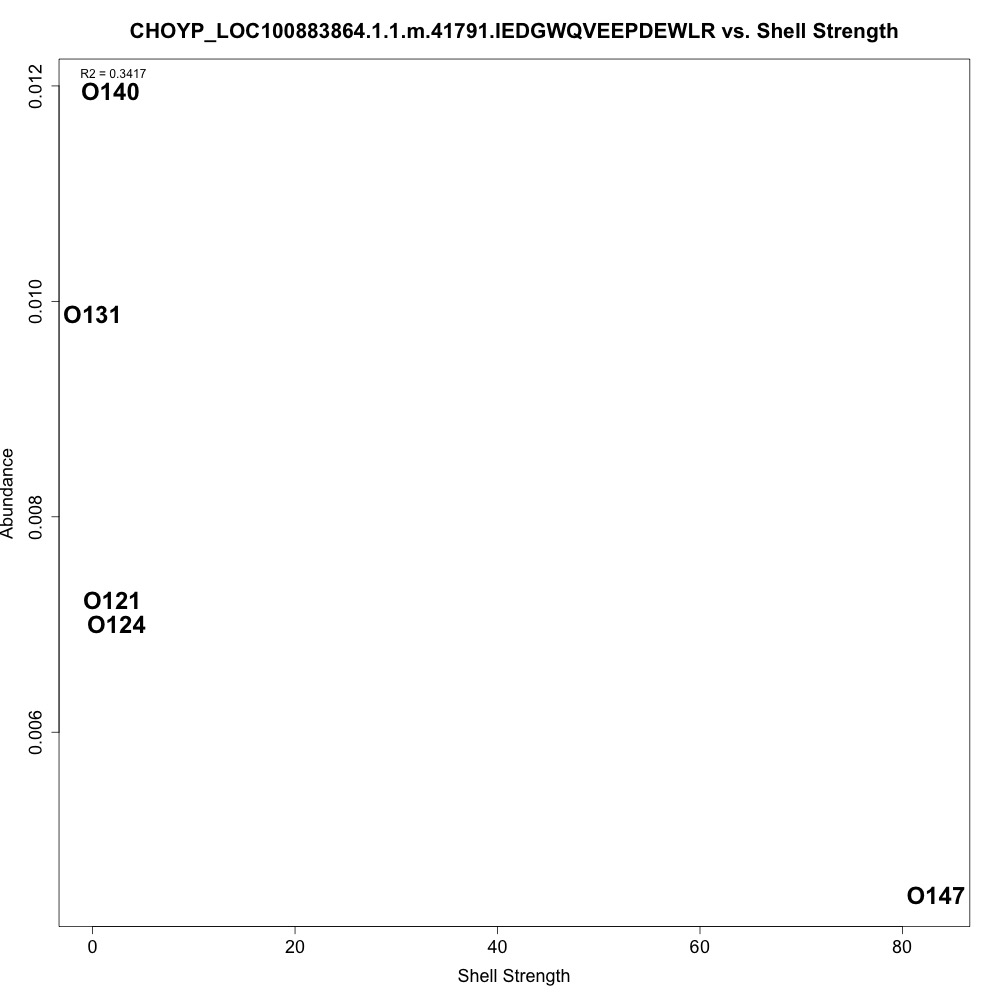 CHOYP_LOC100883864.1.1.m.41791.IEDGWQVEEPDEWLR vs. Shell Strength
R2 = 0.3417
O140
O131
O121
O124
O147
0.012
0.010
0.008
0.006
Abundance
0 20 40 60 80
Shell Strength